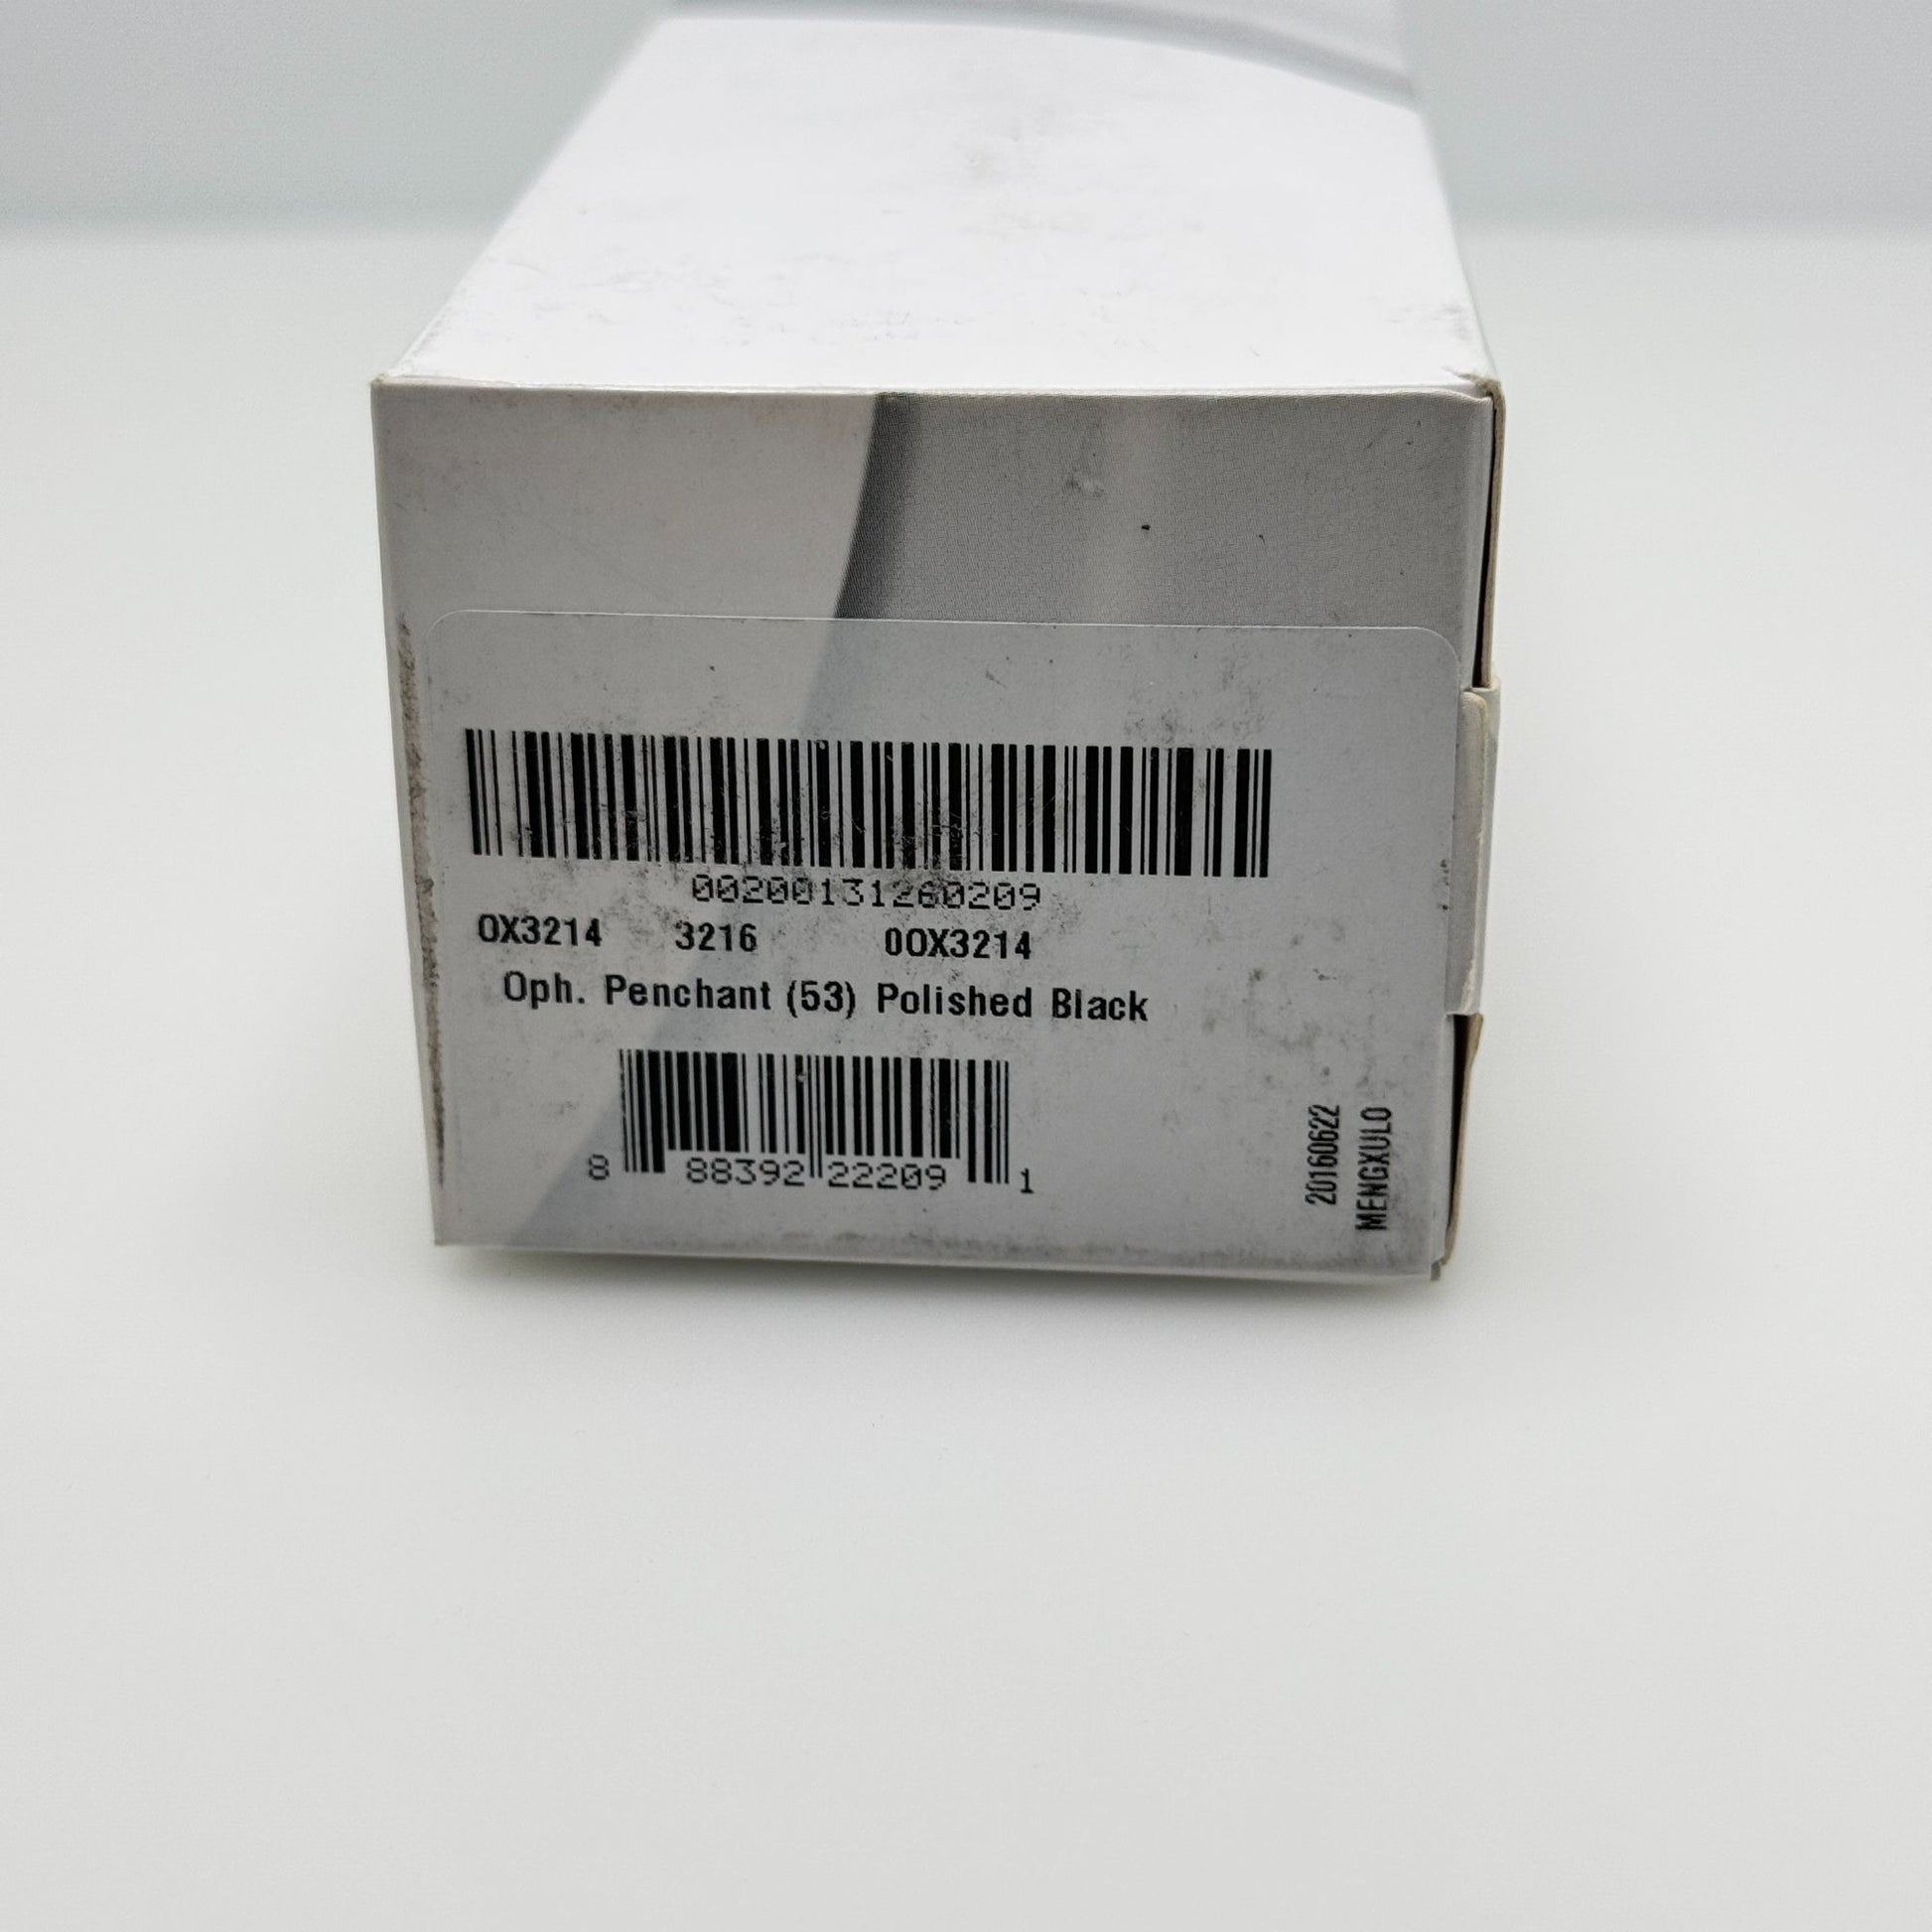 00200131260209
OX3214 3216 0OX3214
Oph. Penchant (53) Polished Black
8 88392 22209 1
20160622
MENGXULO